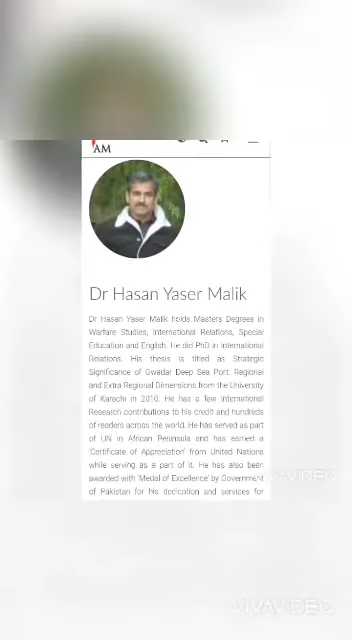 AM
Dr Hasan Yaser Malik
Dr Hasan Yaser Malik holds Masters Degrees in
Warfare Studies, International Relations, Special
Education and English. He did PhD in International
Relations. His thesis is titled as Strategic
Significance of Gwadar Deep Sea Port: Regional
and Extra Regional Dimensions from the University
of Karachi in 2010. He has a few International
Research contributions to his credit and hundreds
of readers across the world. He has served as part
of UN in African Peninsula and has earned a
'Certificate of Appreciation' from United Nations
while serving as a part of it. He has also been
awarded with 'Medal of Excellence' by Government
of Pakistan for his dedication and services for
VIVAVIDEO
VIVAVIDEO